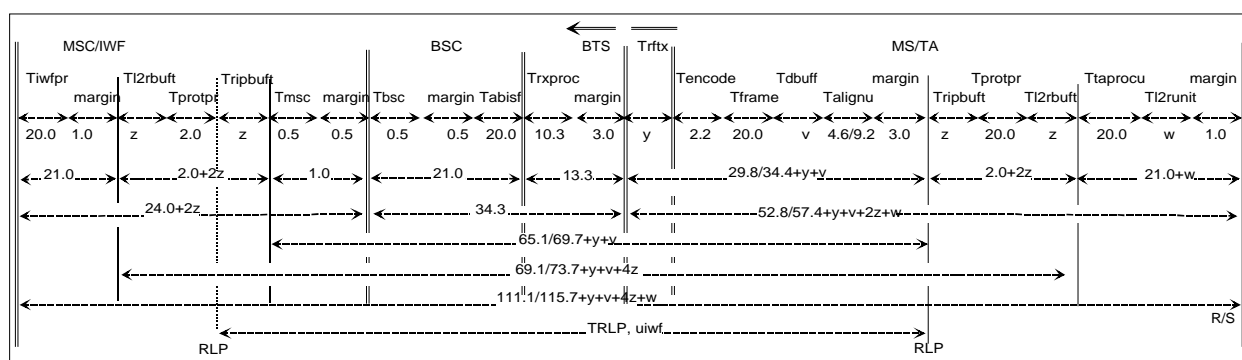 MSC/IWF BSC BTS Trftx MS/TA
Tiwfpr Tl2rbuft Tripbuft Trxproc Tencode Tdbuff margin Tprotpr Ttaprocu margin
margin Tprotpr Tmsc margin Tbsc margin Tabisf margin Tframe Talignu Tripbuft Tl2rbuft Tl2runit
20.0 1.0 z 2.0 z 0.5 0.5 0.5 0.5 20.0 10.3 3.0 y 2.2 20.0 v 4.6/9.2 3.0 z 20.0 z 20.0 w 1.0
21.0 2.0+2z 1.0 21.0 13.3 29.8/34.4+y+v 2.0+2z 21.0+w
24.0+2z 34.3 52.8/57.4+y+v+2z+w
65.1/69.7+y+v
69.1/73.7+y+v+4z
111.1/115.7+y+v+4z+w
R/S
TRLP, uiwf
RLP RLP